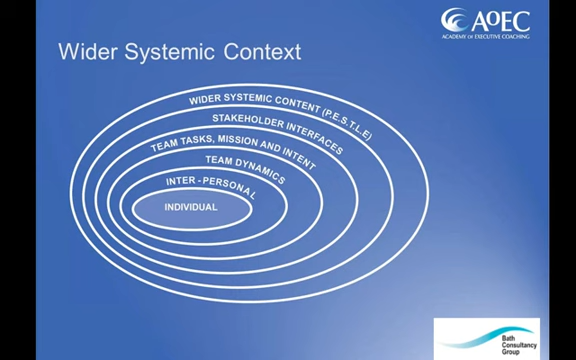 AoEC
ACADEMY OF EXECUTIVE COACHING
Wider Systemic Context
WIDER SYSTEMIC CONTENT (P.E.S.T.L.E)
STAKEHOLDER INTERFACES
TEAM TASKS, MISSION AND INTENT
TEAM DYNAMICS
INTER - PERSONAL
INDIVIDUAL
Bath
Consultancy
Group